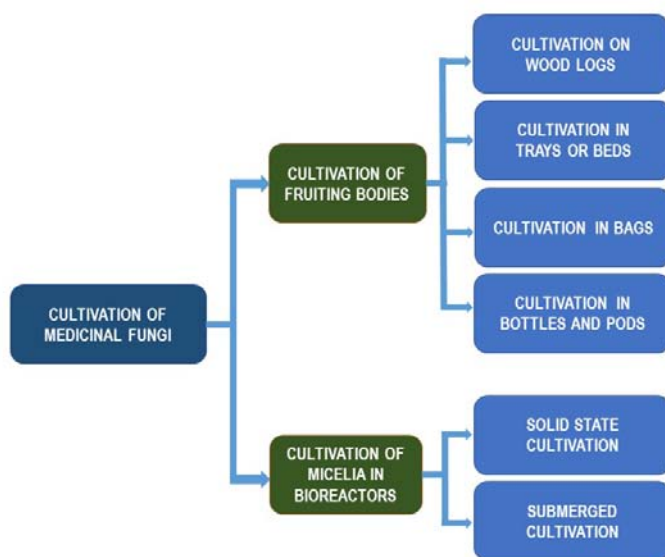 CULTIVATION OF
MEDICINAL FUNGI
CULTIVATION OF
FRUITING BODIES
CULTIVATION ON
WOOD LOGS
CULTIVATION IN
TRAYS OR BEDS
CULTIVATION IN BAGS
CULTIVATION IN
BOTTLES AND PODS
CULTIVATION OF
MICELIA IN
BIOREACTORS
SOLID STATE
CULTIVATION
SUBMERGED
CULTIVATION